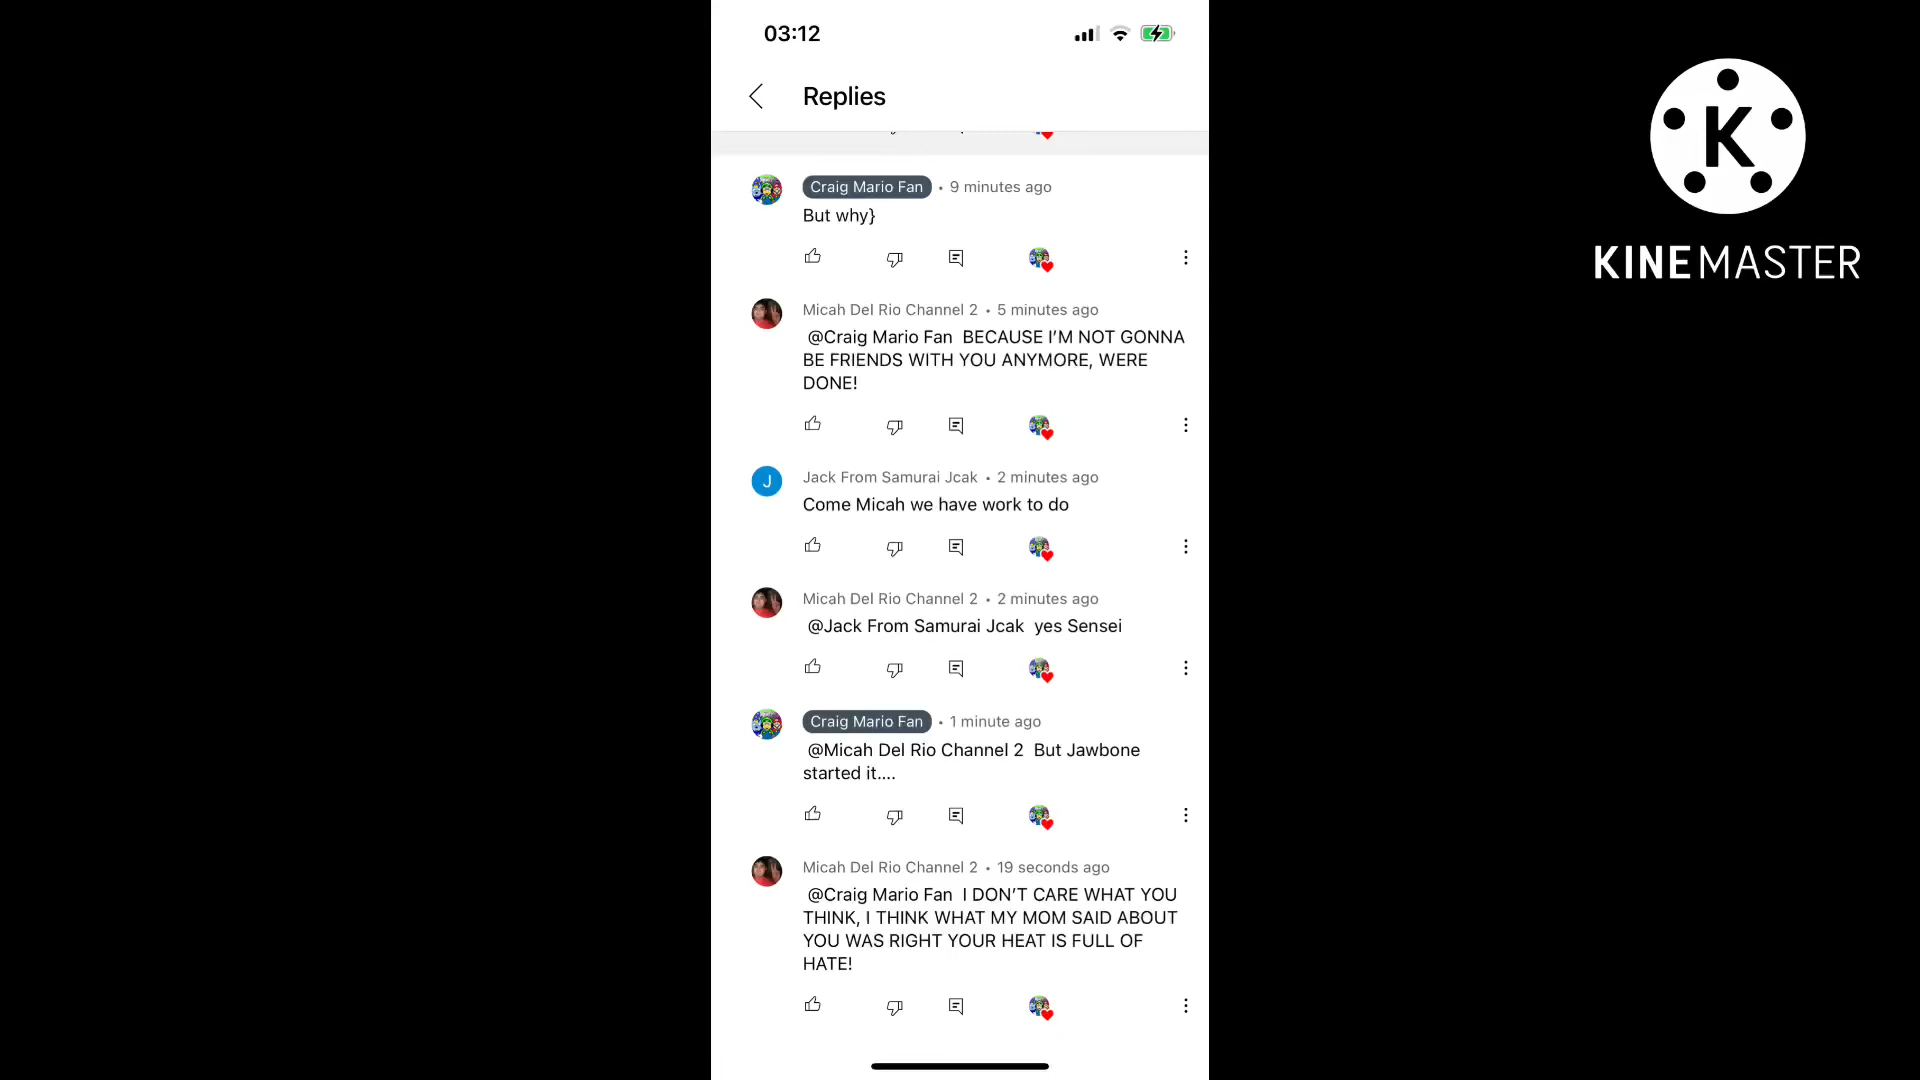 03:12
Replies
Craig Mario Fan • 9 minutes ago
But why}
Micah Del Rio Channel 2 • 5 minutes ago
@Craig Mario Fan BECAUSE I’M NOT GONNA
BE FRIENDS WITH YOU ANYMORE, WERE
DONE!
J
Jack From Samurai Jcak • 2 minutes ago
Come Micah we have work to do
Micah Del Rio Channel 2 • 2 minutes ago
@Jack From Samurai Jcak yes Sensei
Craig Mario Fan • 1 minute ago
@Micah Del Rio Channel 2 But Jawbone
started it....
Micah Del Rio Channel 2 • 19 seconds ago
@Craig Mario Fan I DON’T CARE WHAT YOU
THINK, I THINK WHAT MY MOM SAID ABOUT
YOU WAS RIGHT YOUR HEAT IS FULL OF
HATE!
K
KINEMASTER